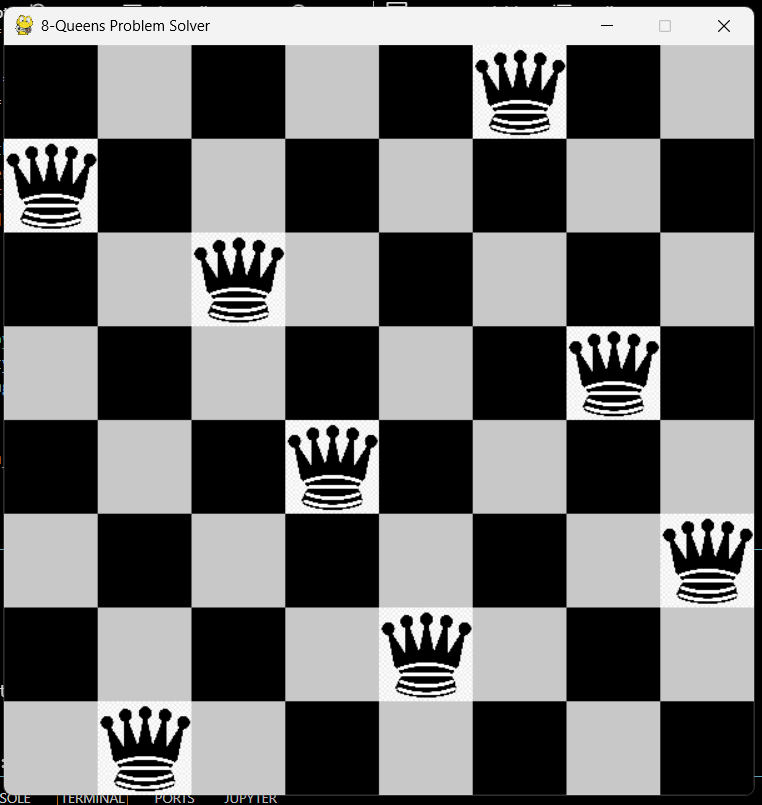 8-Queens Problem Solver
SOLE TERMINAL PORTS JUPYTER